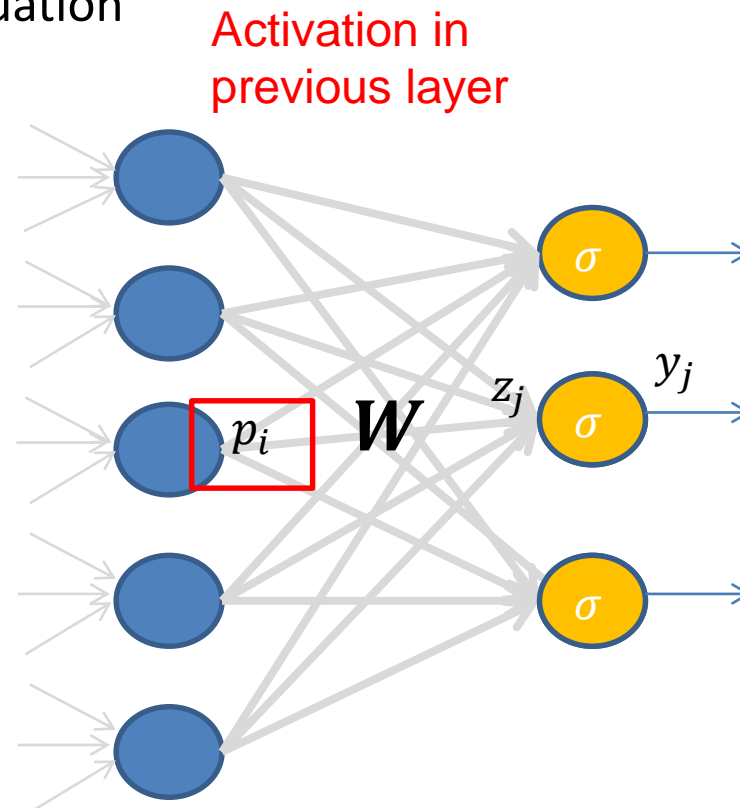 uation
Activation in
previous layer
σ
z_j
y_j
p_i
W
σ
σ